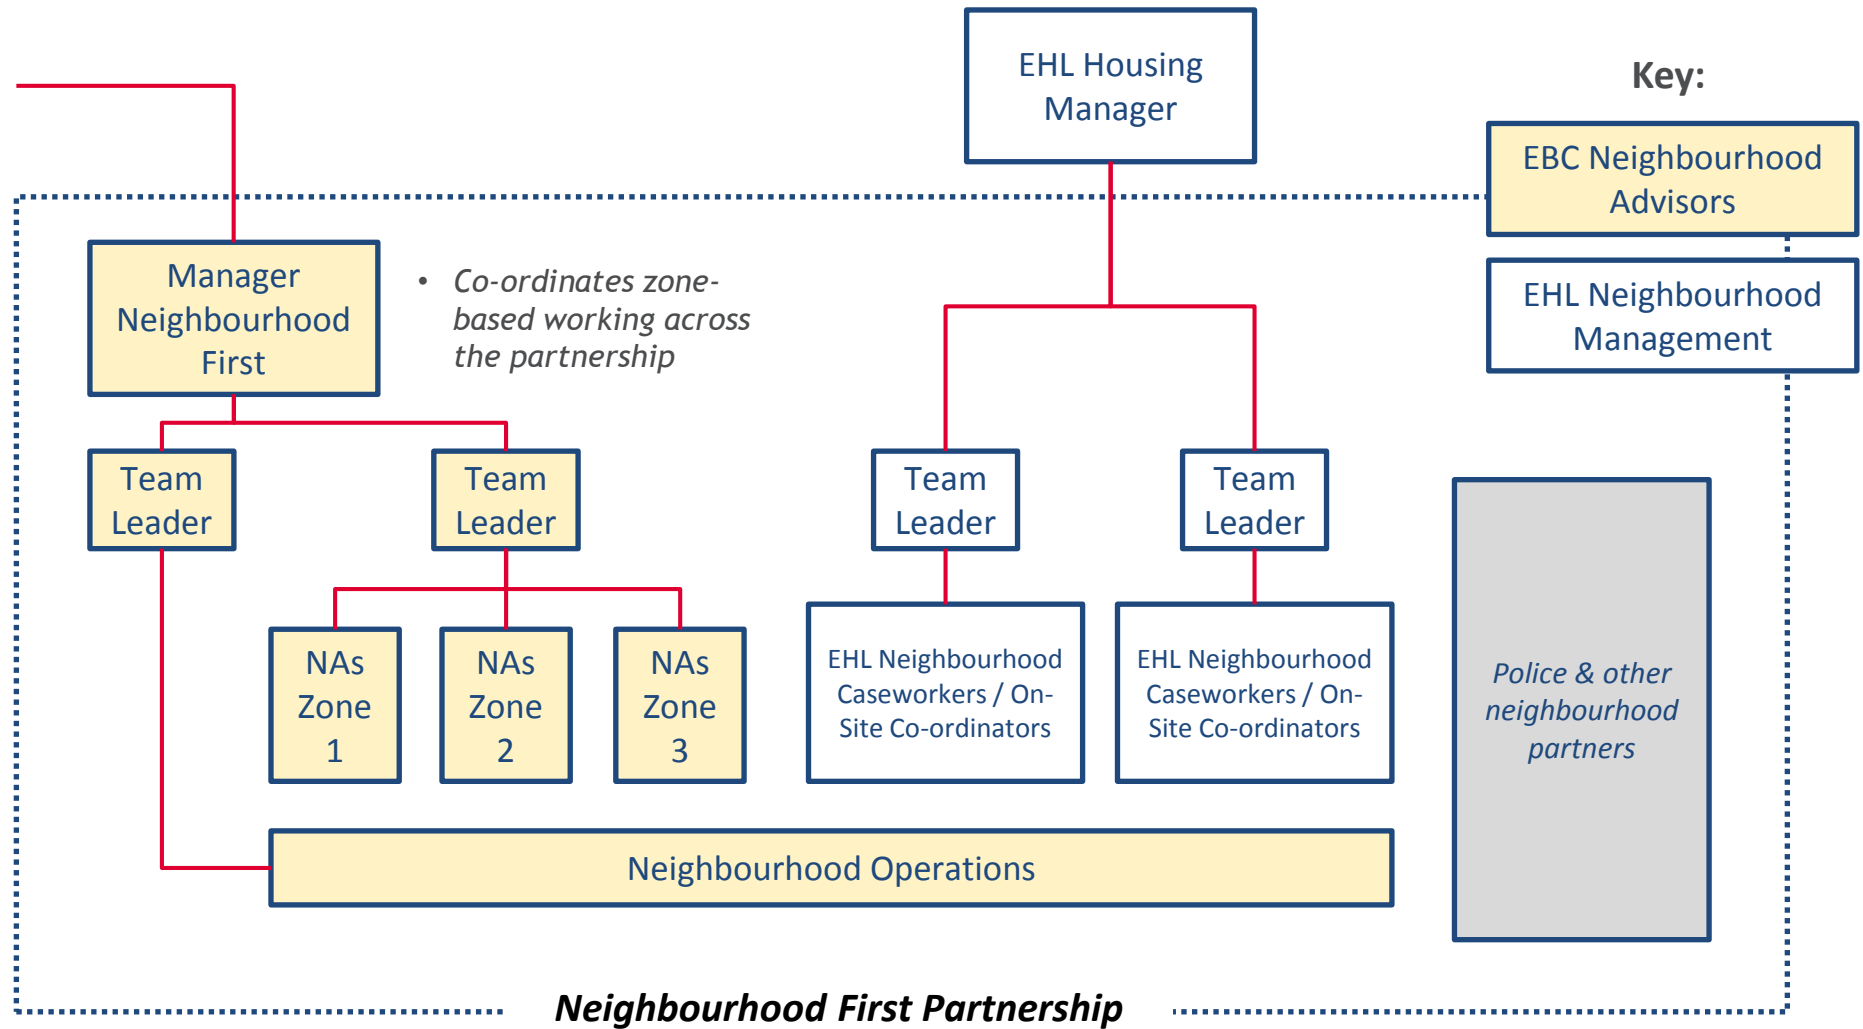 EHL Housing
Manager
Key:
EBC Neighbourhood
Advisors
EHL Neighbourhood
Management
Manager
Neighbourhood
First
• Co-ordinates zone-
based working across
the partnership
Team
Leader
Team
Leader
Team
Leader
Team
Leader
NAs
Zone
1
NAs
Zone
2
NAs
Zone
3
EHL Neighbourhood
Caseworkers / On-
Site Co-ordinators
EHL Neighbourhood
Caseworkers / On-
Site Co-ordinators
Police & other
neighbourhood
partners
Neighbourhood Operations
Neighbourhood First Partnership